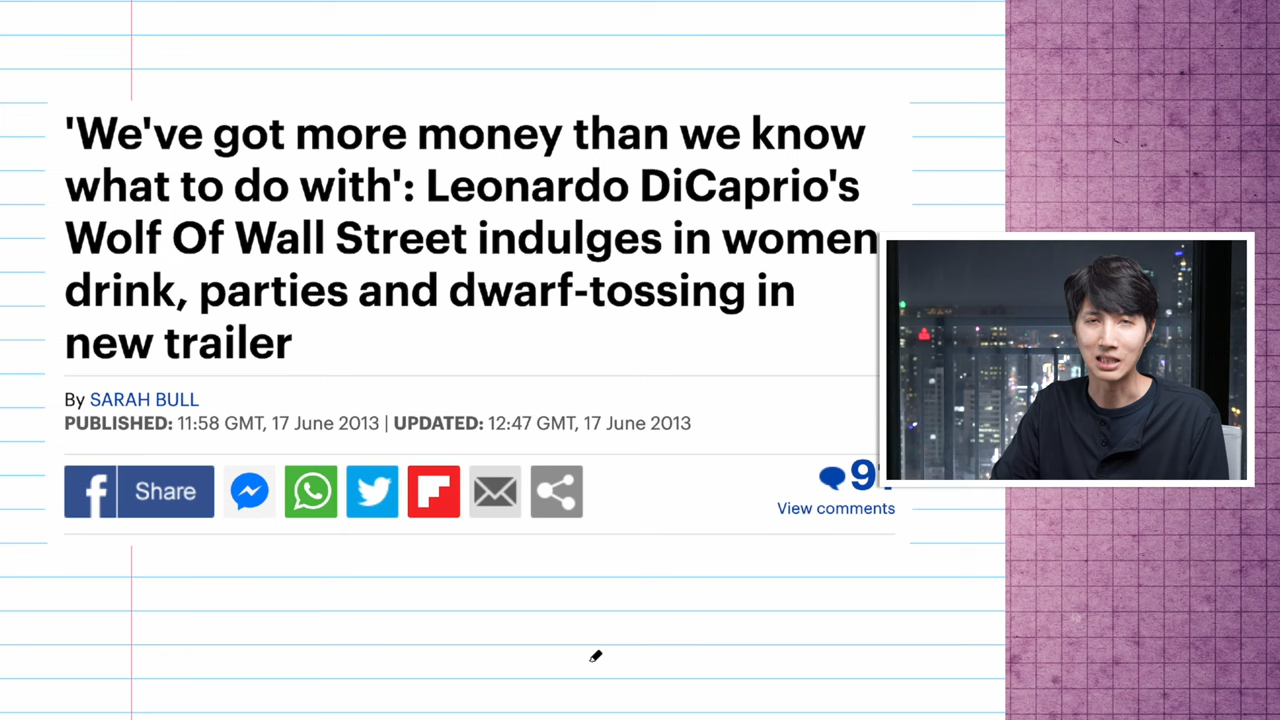 'We've got more money than we know
what to do with': Leonardo DiCaprio's
Wolf Of Wall Street indulges in women
drink, parties and dwarf-tossing in
new trailer
By SARAH BULL
PUBLISHED: 11:58 GMT, 17 June 2013 | UPDATED: 12:47 GMT, 17 June 2013
Share
View comments